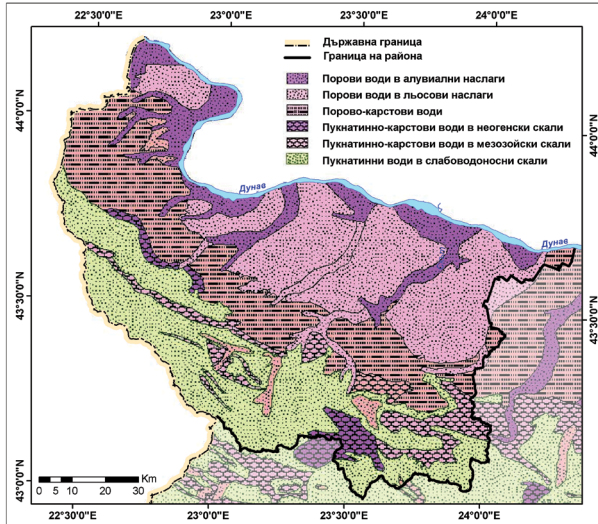 22°30'0"E 23°0'0"E 23°30'0"E 24°0'0"E
Държавна граница
Граница на района
Порови води в алувиални наслаги
Порови води в льосови наслаги
Порово-карстови води
Пукнатинно-карстови води в неогенски скали
Пукнатинно-карстови води в мезозойски скали
Пукнатинни води в слабоводоносни скали
44°0'0"N
44°0'0"N
Дунав
Дунав
43°30'0"N
43°30'0"N
43°0'0"N
43°0'0"N
0 5 10 20 30
Km
22°30'0"E 23°0'0"E 23°30'0"E 24°0'0"E